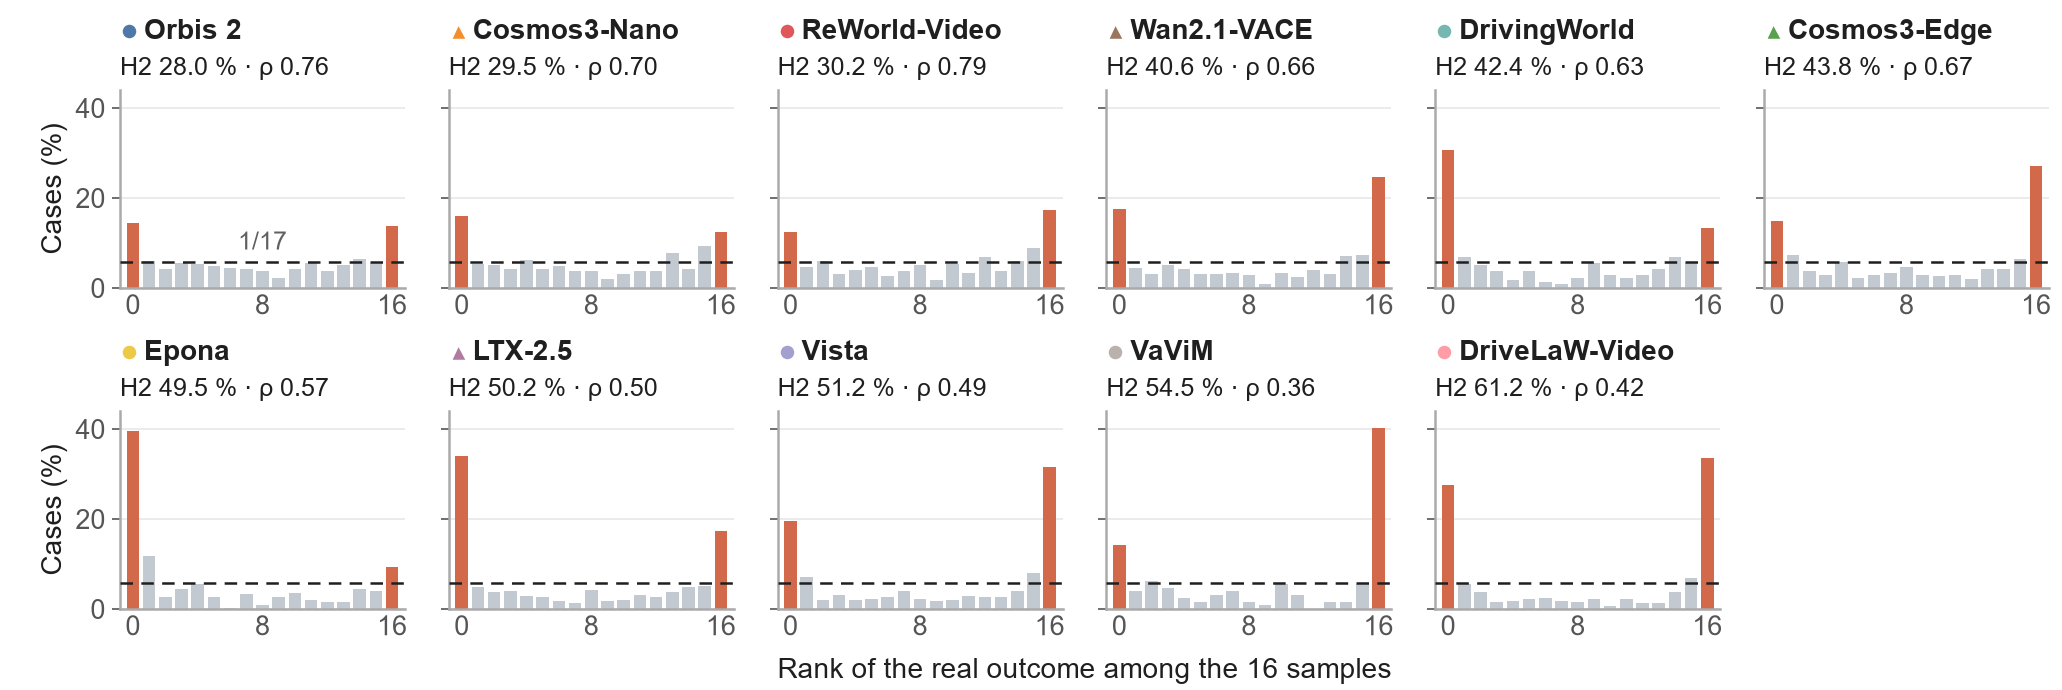 Orbis 2
H2 28.0 % · ρ 0.76
Cosmos3-Nano
H2 29.5 % · ρ 0.70
ReWorld-Video
H2 30.2 % · ρ 0.79
Wan2.1-VACE
H2 40.6 % · ρ 0.66
DrivingWorld
H2 42.4 % · ρ 0.63
Cosmos3-Edge
H2 43.8 % · ρ 0.67
Cases (%)
40
20
0
1/17
0 8 16
0 8 16
0 8 16
0 8 16
0 8 16
0 8 16
Epona
H2 49.5 % · ρ 0.57
LTX-2.5
H2 50.2 % · ρ 0.50
Vista
H2 51.2 % · ρ 0.49
VaViM
H2 54.5 % · ρ 0.36
DriveLaW-Video
H2 61.2 % · ρ 0.42
Cases (%)
40
20
0
0 8 16
0 8 16
0 8 16
0 8 16
0 8 16
Rank of the real outcome among the 16 samples